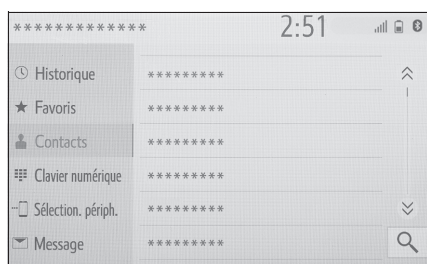 ************* 2:51
Historique *********
Favoris *********
Contacts *********
Clavier numérique *********
Sélection. périph. *********
Message *********